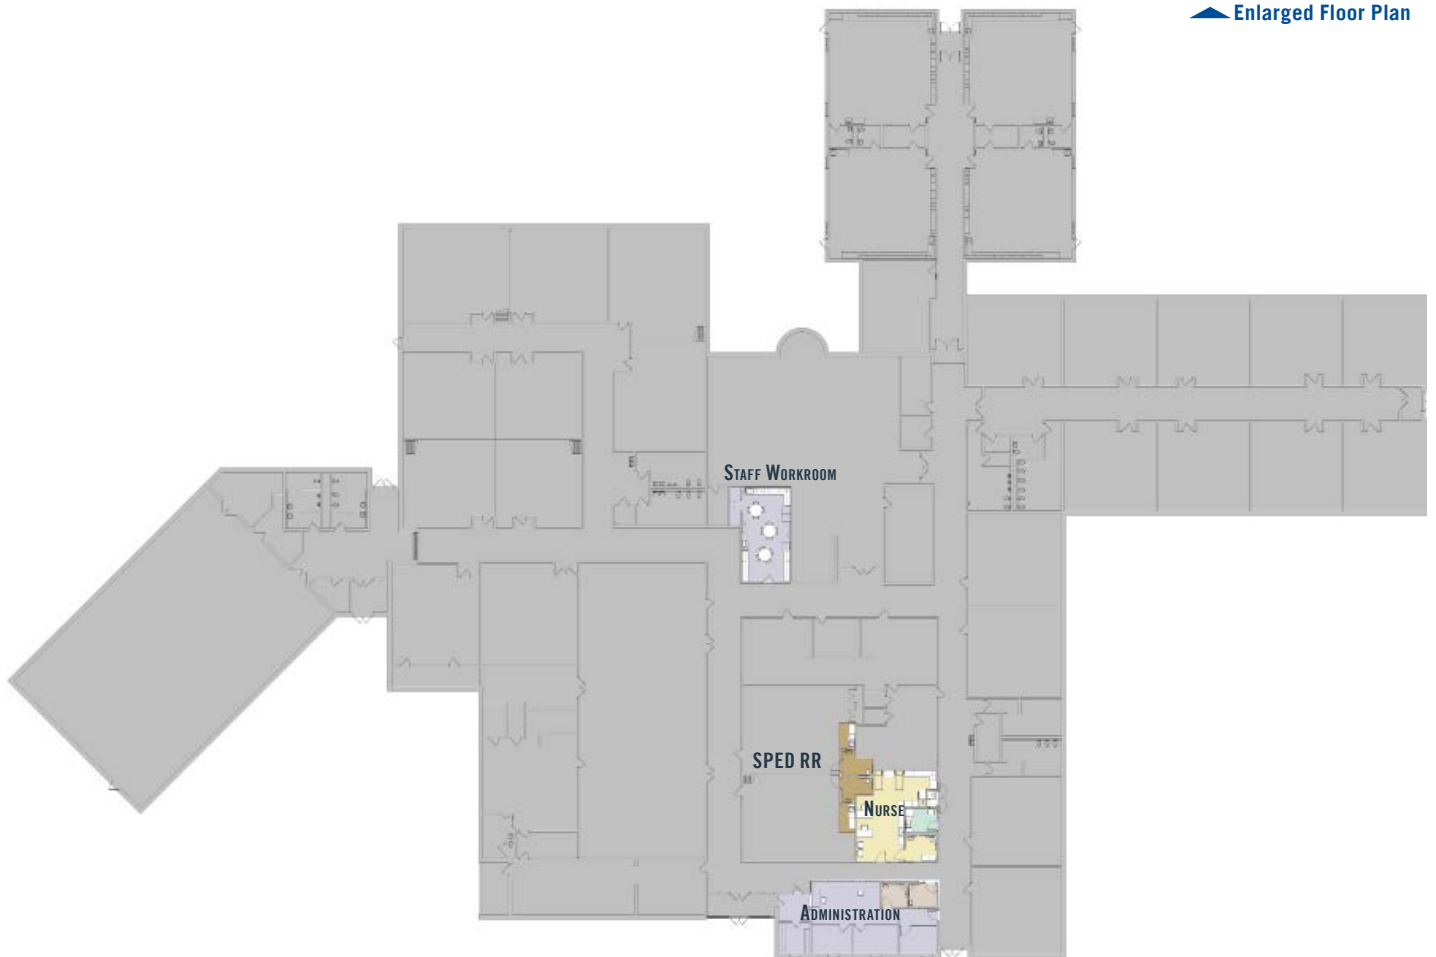 Enlarged Floor Plan
STAFF WORKROOM
SPED RR
NURSE
ADMINISTRATION